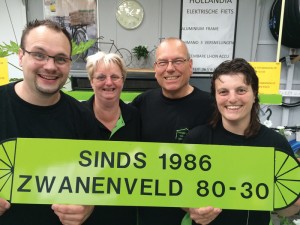 HOLLANDIA
ELEKTRISCHE FIETS
SINDS 1986
ZWANENVELD 80-30